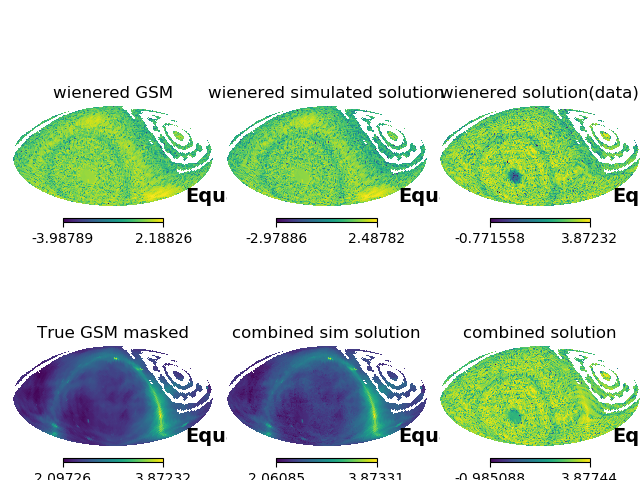 wienered GSM
wienered simulated solution
wienered solution(data)
Equ
Equ
Eq
-3.98789
2.18826
-2.97886
2.48782
-0.771558
3.87232
True GSM masked
combined sim solution
combined solution
Equ
Equ
Eq
2.09726
3.87232
2.06085
3.87331
-0.985088
3.87744